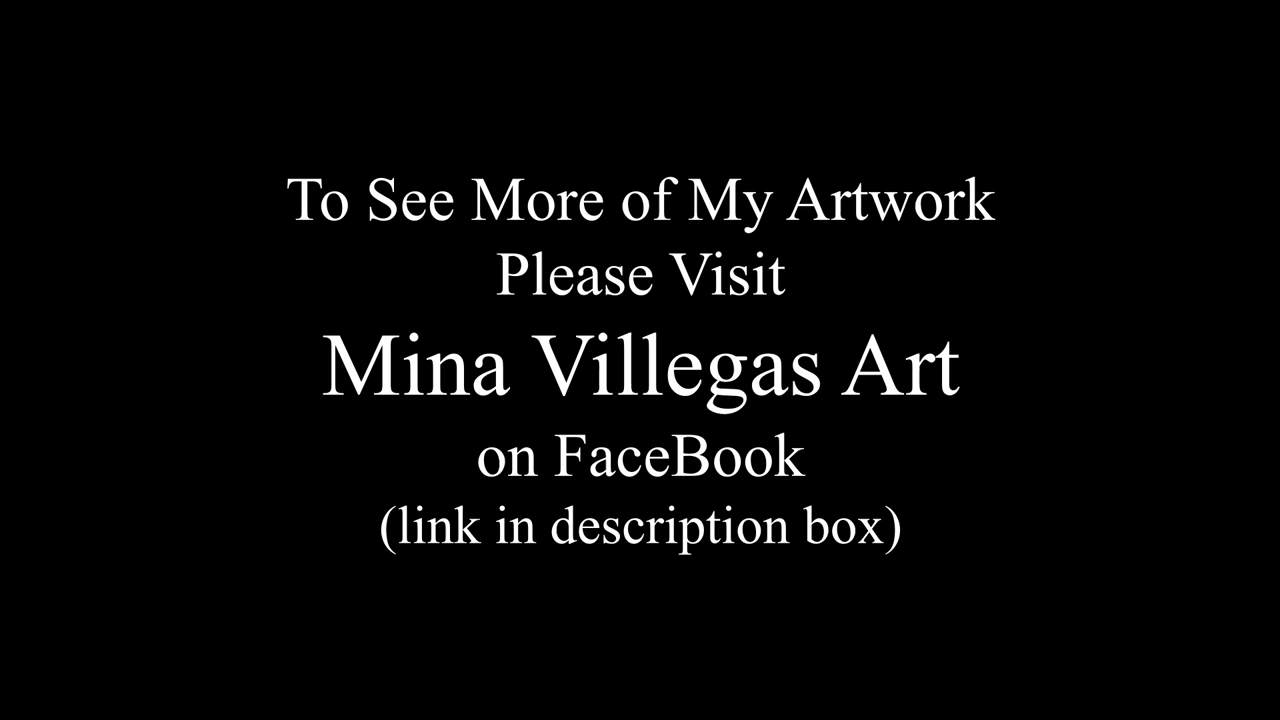 To See More of My Artwork
Please Visit
Mina Villegas Art
on FaceBook
(link in description box)